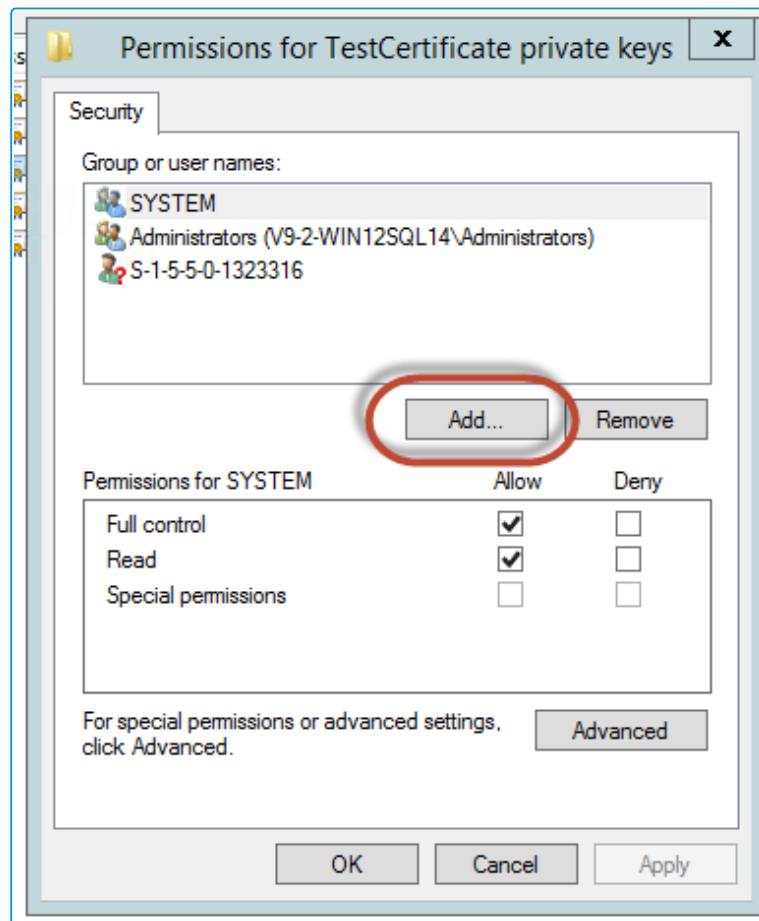 Permissions for TestCertificate private keys
x
Security
Group or user names:
SYSTEM
Administrators (V9-2-WIN12SQL14\Administrators)
S-1-5-5-0-1323316
Add... Remove
Permissions for SYSTEM Allow Deny
Full control
Read
Special permissions
For special permissions or advanced settings,
click Advanced.
Advanced
OK Cancel Apply